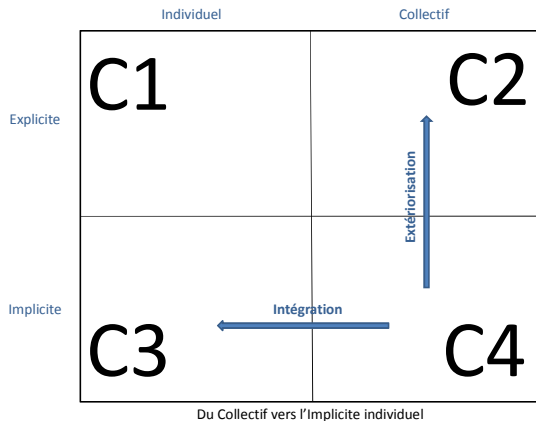 Individuel
Collectif
C1
C2
Explicite
Extériorisation
Implicite
Intégration
C3
C4
Du Collectif vers l'Implicite individuel